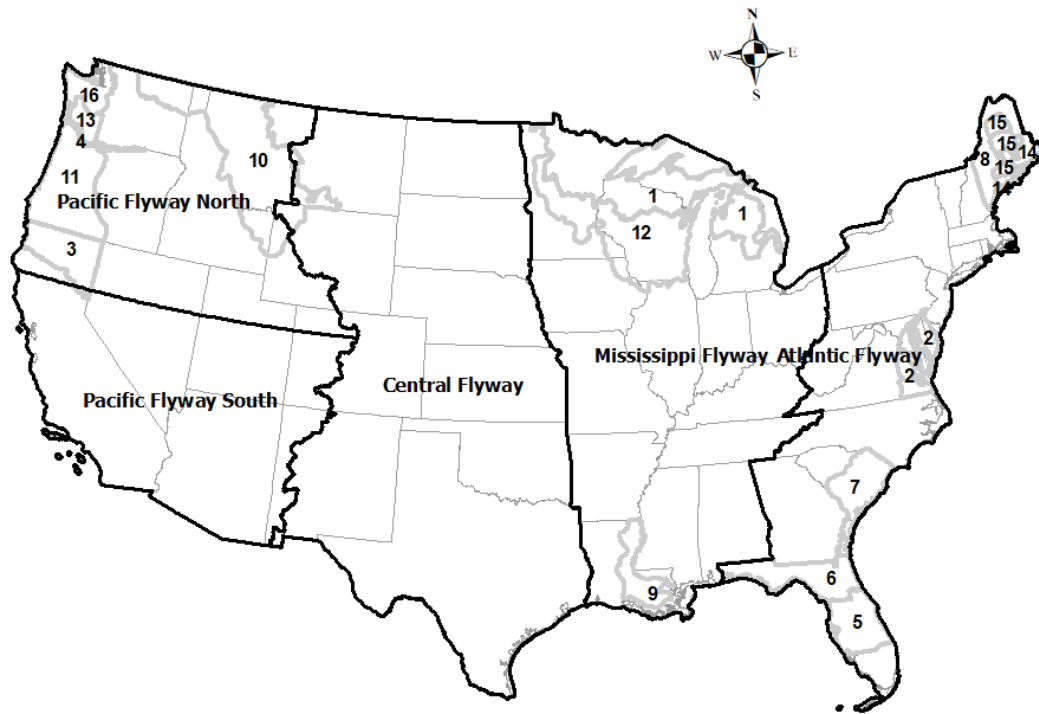 N
W E
S
16
13
4
11
Pacific Flyway North
3
10
1
1
12
15
15
8 14
15
14
Mississippi Flyway Atlantic Flyway
2
2
Central Flyway
Pacific Flyway South
7
9
6
5